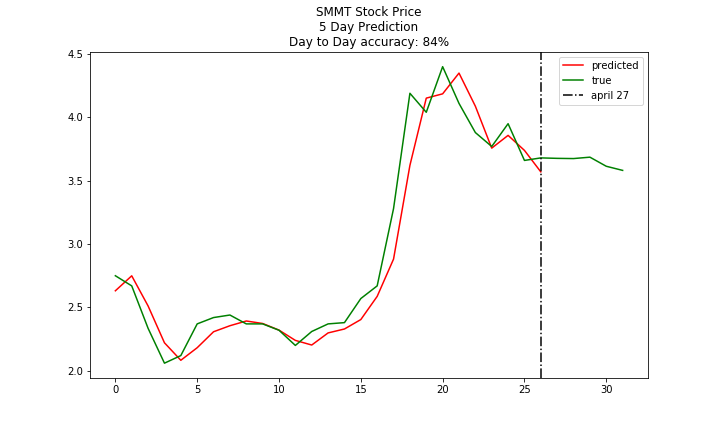 SMMT Stock Price
5 Day Prediction
Day to Day accuracy: 84%
4.5
4.0
3.5
3.0
2.5
2.0
predicted
true
april 27
0 5 10 15 20 25 30